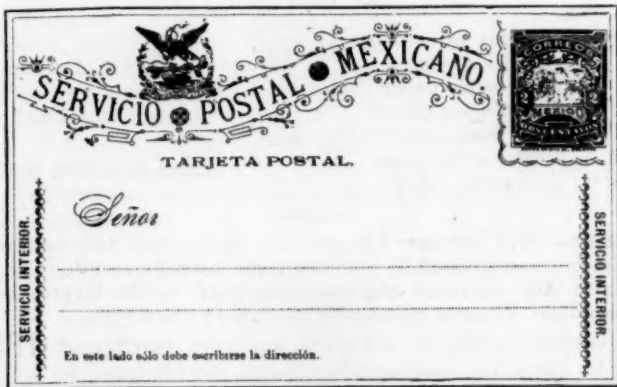 SERVICIO POSTAL MEXICANO
CORREOS
MEXICO
TARJETA POSTAL.
Señor
SERVICIO INTERIOR.
SERVICIO INTERIOR.
En este lado sólo debe escribirse la dirección.